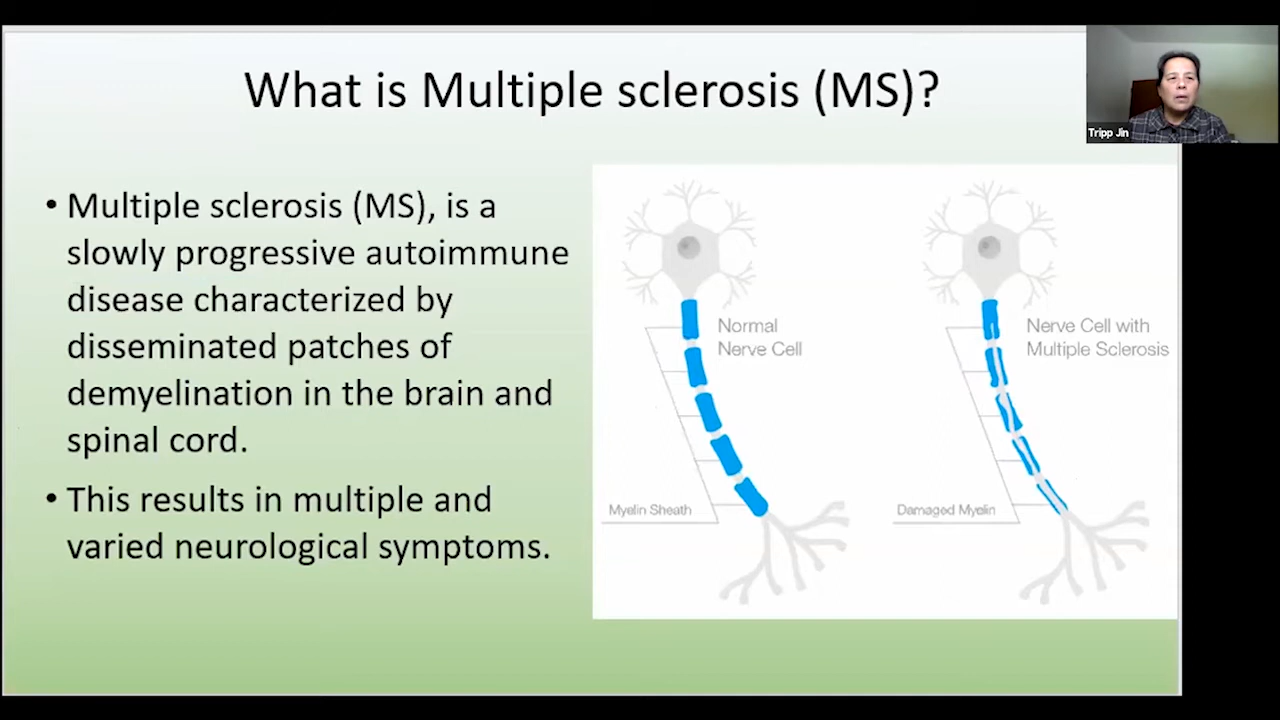 What is Multiple sclerosis (MS)?
Tripp Jin
• Multiple sclerosis (MS), is a
slowly progressive autoimmune
disease characterized by
disseminated patches of
demyelination in the brain and
spinal cord.
• This results in multiple and
varied neurological symptoms.
Normal
Nerve Cell
Myelin Sheath
Nerve Cell with
Multiple Sclerosis
Damaged Myelin